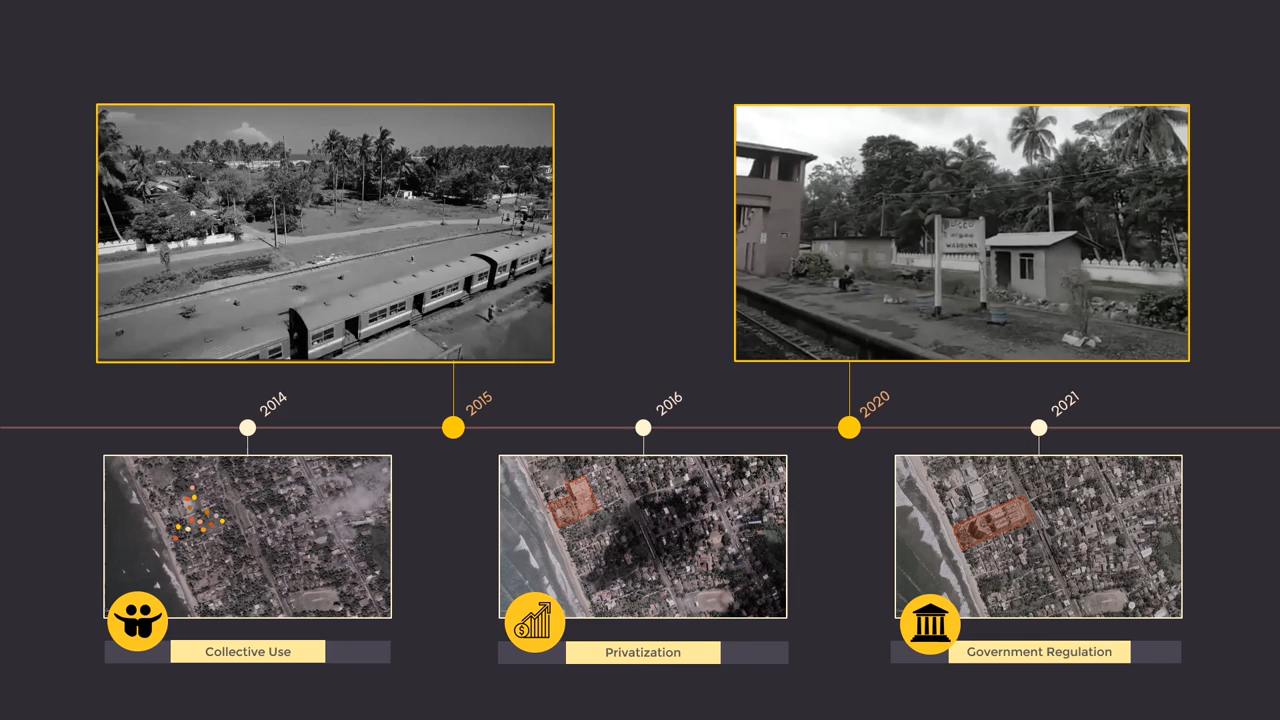 WADDUWA
2014
2015
2016
2020
2021
Collective Use
Privatization
Government Regulation